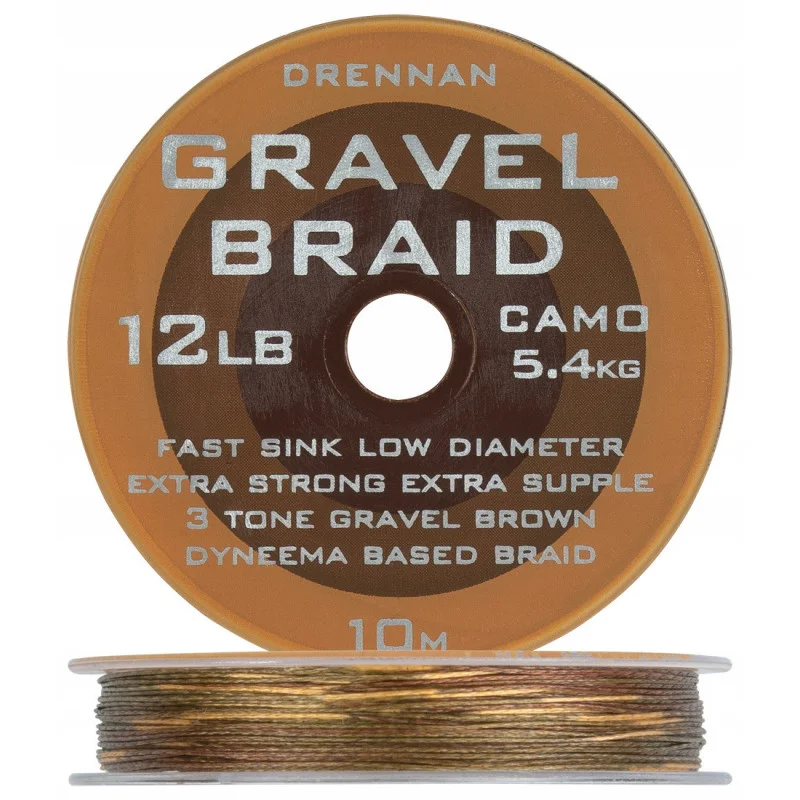 DRENNAN
GRAVEL
BRAID
12LB
CAMO
5.4KG
FAST SINK LOW DIAMETER
EXTRA STRONG EXTRA SUPPLE
3 TONE GRAVEL BROWN
DYNEEMA BASED BRAID
10M